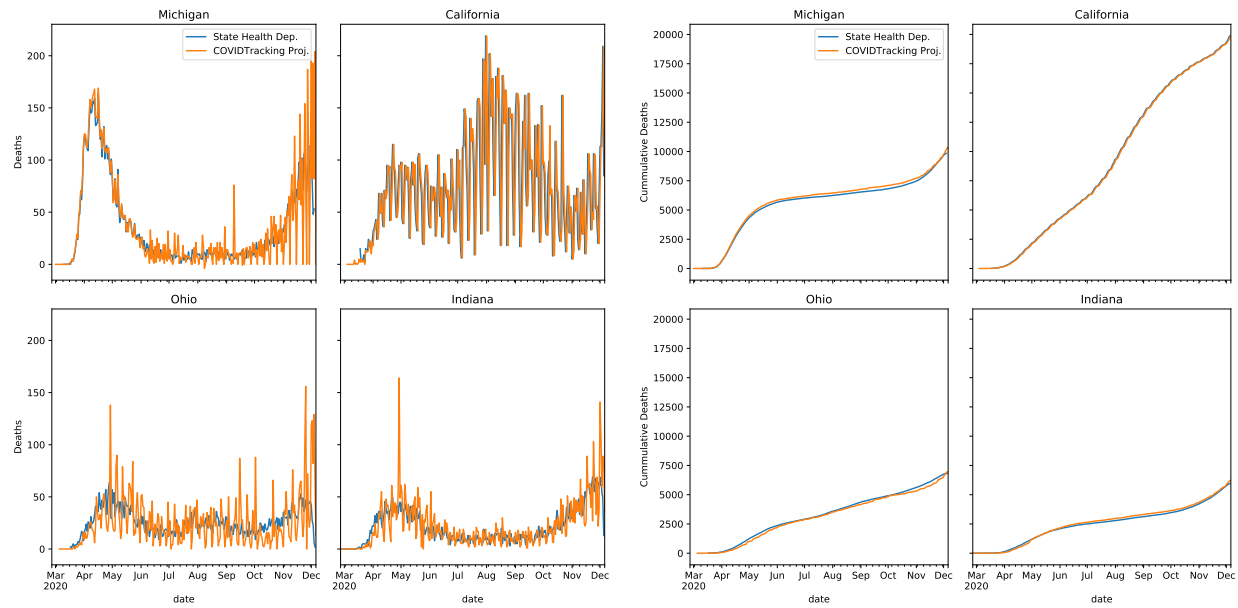 Michigan
California
Michigan
California
State Health Dep.
COVIDTracking Proj.
State Health Dep.
COVIDTracking Proj.
200
150
100
50
0
Deaths
20000
17500
15000
12500
10000
7500
5000
2500
0
Cummulative Deaths
Ohio
Indiana
Ohio
Indiana
200
150
100
50
0
Deaths
20000
17500
15000
12500
10000
7500
5000
2500
0
Cummulative Deaths
Mar Apr May Jun Jul Aug Sep Oct Nov Dec
2020
date
Mar Apr May Jun Jul Aug Sep Oct Nov Dec
2020
date
Mar Apr May Jun Jul Aug Sep Oct Nov Dec
2020
date
Mar Apr May Jun Jul Aug Sep Oct Nov Dec
2020
date